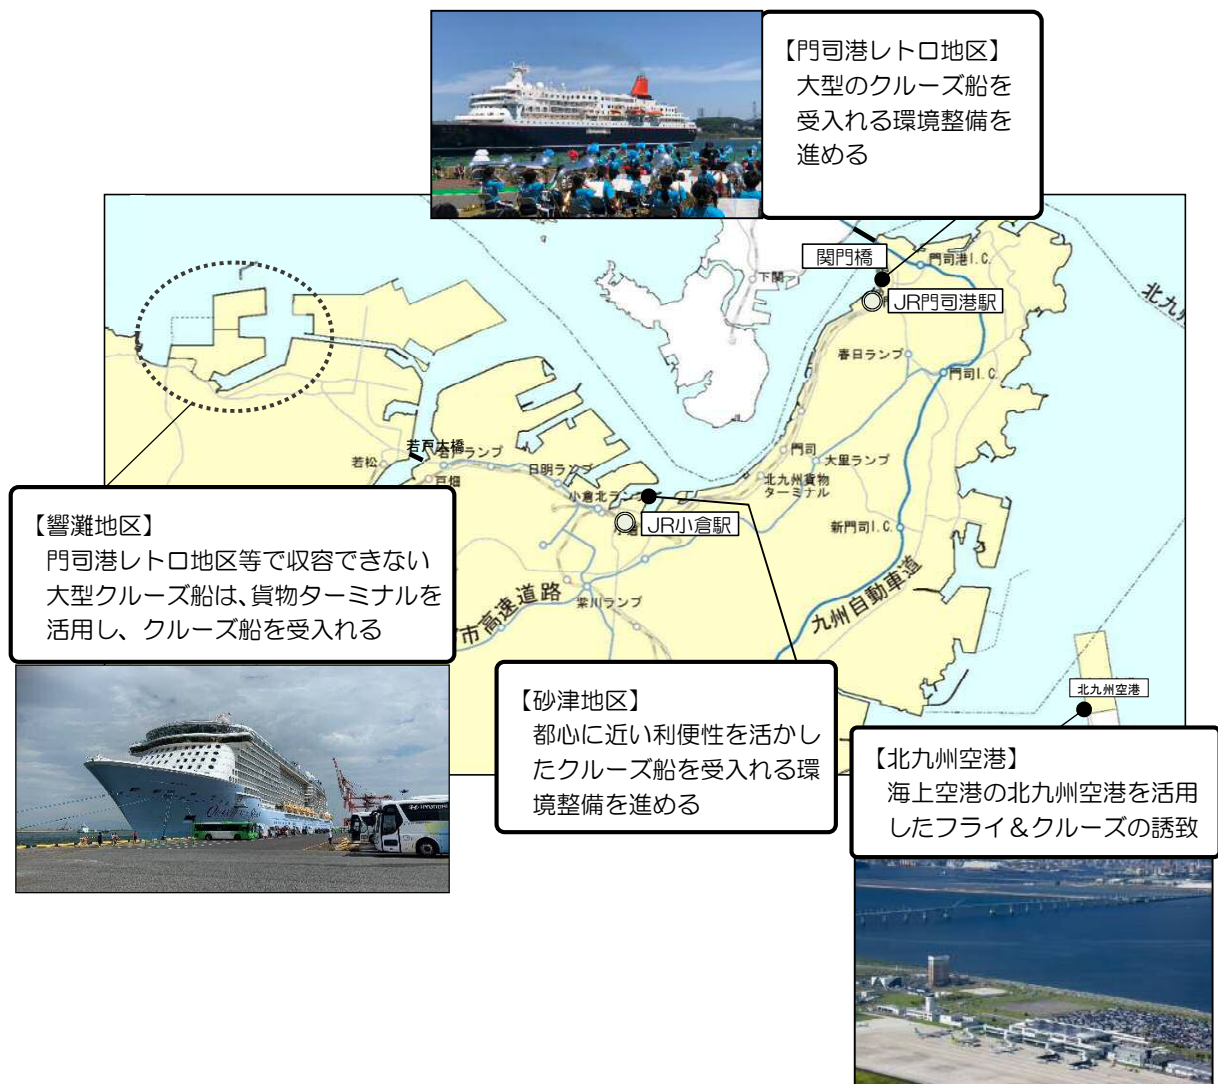 【門司港レトロ地区】
大型のクルーズ船を
受入れる環境整備を
進める
関門橋
門司港I.C.
下関
JR門司港駅
北九州
春日ランプ
門司I.C.
若戸大橋
若戸ランプ
若松
戸畑
日明ランプ
門司
大里ランプ
北九州貨物
ターミナル
小倉北ランプ
JR小倉駅
新門司I.C.
【響灘地区】
門司港レトロ地区等で収容できない
大型クルーズ船は、貨物ターミナルを
活用し、クルーズ船を受入れる
市高速道路
紫川ランプ
九州自動車道
【砂津地区】
都心に近い利便性を活かし
たクルーズ船を受入れる環
境整備を進める
北九州空港
【北九州空港】
海上空港の北九州空港を活用
したフライ&クルーズの誘致